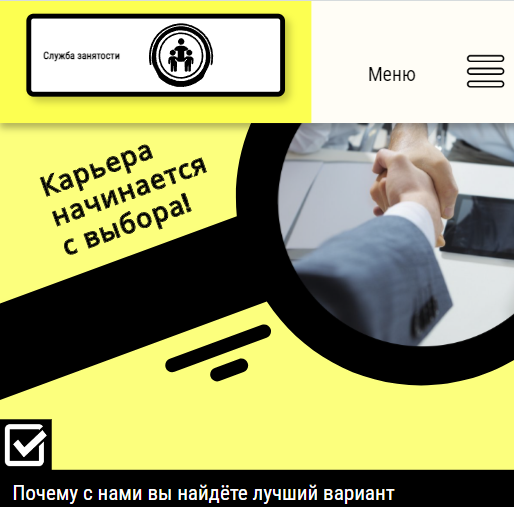 Служба занятости
Меню
Карьера
начинается
с выбора!
Почему с нами вы найдёте лучший вариант